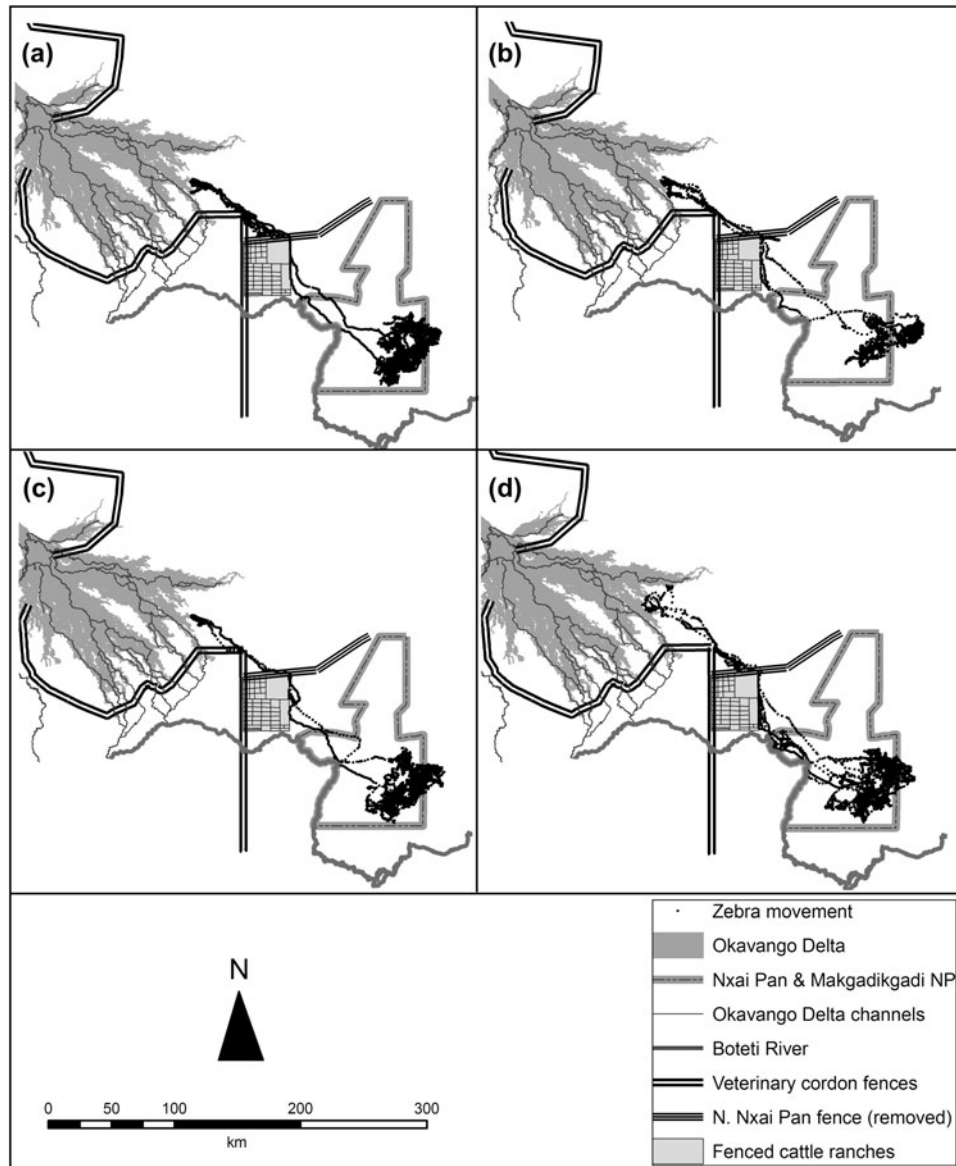 (a)
(b)
(c)
(d)
N
0 50 100 200 300
km
Zebra movement
Okavango Delta
Nxai Pan & Makgadikgadi NP
Okavango Delta channels
Boteti River
Veterinary cordon fences
N. Nxai Pan fence (removed)
Fenced cattle ranches